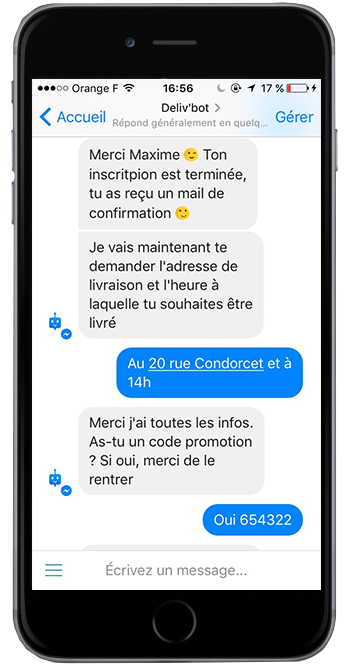 Orange F 16:56 17 %
Deliv'bot >
Accueil Répond généralement en quelq... Gérer
Merci Maxime 😉 Ton
inscritpion est terminée,
tu as reçu un mail de
confirmation 🙂
Je vais maintenant te
demander l'adresse de
livraison et l'heure à
laquelle tu souhaites être
livré
Au 20 rue Condorcet et à
14h
Merci j'ai toutes les infos.
As-tu un code promotion
? Si oui, merci de le
rentrer
Oui 654322
Écrivez un message...